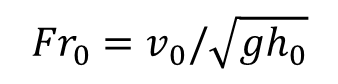 Fr₀ = v₀/√gh₀